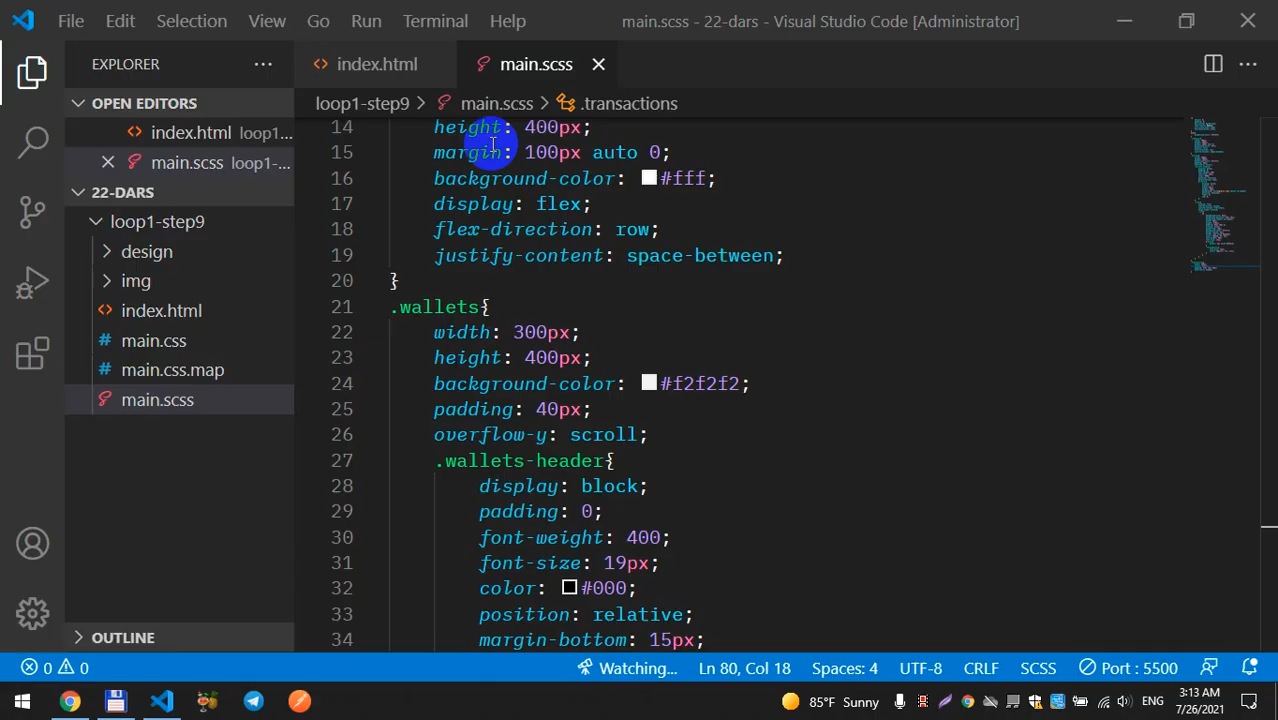 File Edit Selection View Go Run Terminal Help main.scss - 22-dars - Visual Studio Code [Administrator]
EXPLORER
index.html main.scss
OPEN EDITORS
loop1-step9 main.scss .transactions
index.html loop1...
main.scss loop1-...
22-DARS
loop1-step9
design
img
index.html
main.css
main.css.map
main.scss
OUTLINE
14 height: 400px;
15 margin: 100px auto 0;
16 background-color: #fff;
17 display: flex;
18 flex-direction: row;
19 justify-content: space-between;
20 }
21 .wallets{
22 width: 300px;
23 height: 400px;
24 background-color: #f2f2f2;
25 padding: 40px;
26 overflow-y: scroll;
27 .wallets-header{
28 display: block;
29 padding: 0;
30 font-weight: 400;
31 font-size: 19px;
32 color: #000;
33 position: relative;
34 margin-bottom: 15px;
0 0 Watching... Ln 80, Col 18 Spaces: 4 UTF-8 CRLF SCSS Port : 5500
85°F Sunny ENG 3:13 AM
7/26/2021